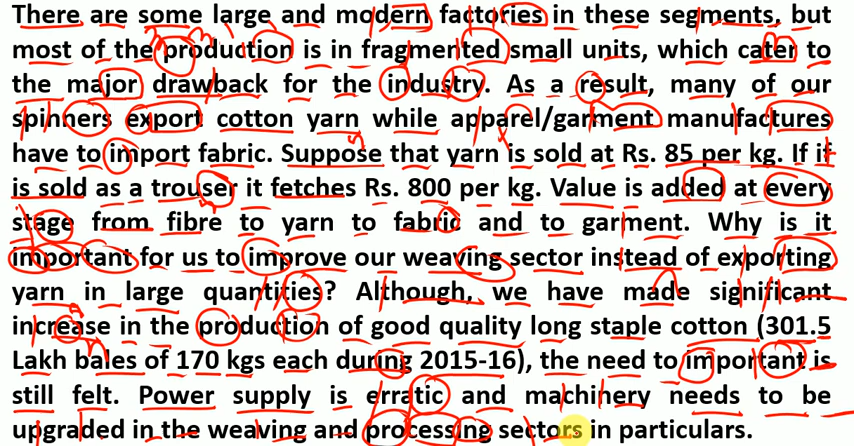 There are some large and modern factories in these segments, but
most of the production is in fragmented small units, which cater to
the major drawback for the industry. As a result, many of our
spinners export cotton yarn while apparel/garment manufactures
have to import fabric. Suppose that yarn is sold at Rs. 85 per kg. If it
is sold as a trouser it fetches Rs. 800 per kg. Value is added at every
stage from fibre to yarn to fabric and to garment. Why is it
important for us to improve our weaving sector instead of exporting
yarn in large quantities? Although, we have made significant
increase in the production of good quality long staple cotton (301.5
Lakh bales of 170 kgs each during 2015-16), the need to important is
still felt. Power supply is erratic and machinery needs to be
upgraded in the weaving and processing sectors in particulars.